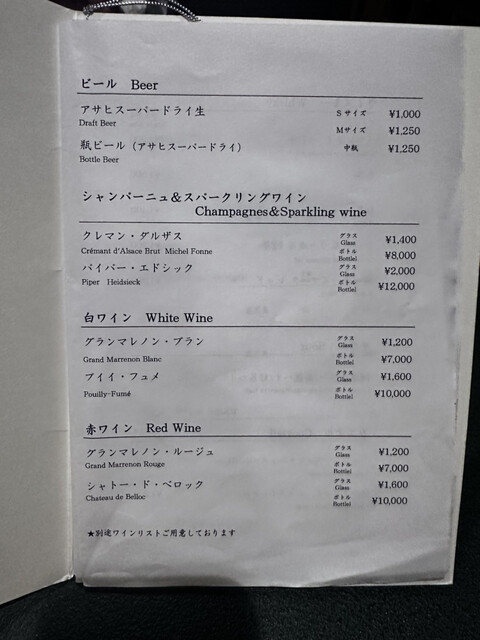 ビール Beer
アサヒスーパードライ生 Sサイズ ¥1,000
Draft Beer Mサイズ ¥1,250
瓶ビール（アサヒスーパードライ） 中瓶 ¥1,250
Bottle Beer
シャンパーニュ&スパークリングワイン
Champagnes&Sparkling wine
クレマン・ダルザス グラス Glass ¥1,400
Crémant d'Alsace Brut Michel Fonne ボトル Bottlel ¥8,000
パイパー・エドシック グラス Glass ¥2,000
Piper Heidsieck ボトル Bottlel ¥12,000
白ワイン White Wine
グランマレノン・ブラン グラス Glass ¥1,200
Grand Marrenon Blanc ボトル Bottlel ¥7,000
プイイ・フュメ グラス Glass ¥1,600
Pouilly-Fumé ボトル Bottlel ¥10,000
赤ワイン Red Wine
グランマレノン・ルージュ グラス Glass ¥1,200
Grand Marrenon Rouge ボトル Bottlel ¥7,000
シャトー・ド・ベロック グラス Glass ¥1,600
Chateau de Belloc ボトル Bottlel ¥10,000
★別途ワインリストご用意しております